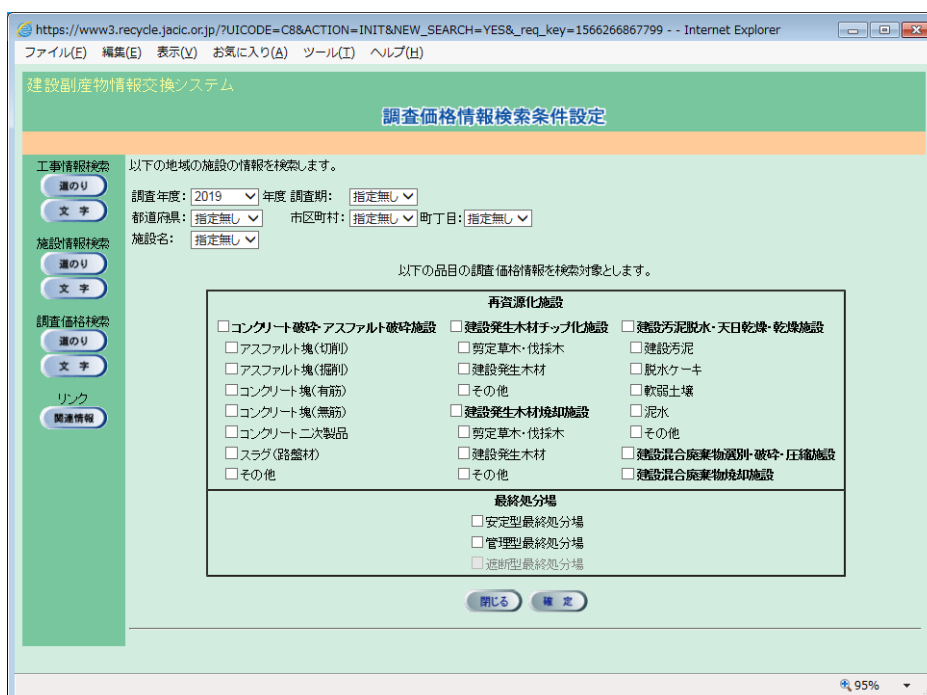 https://www3.recycle.jacic.or.jp/?UICODE=C8&ACTION=INIT&NEW_SEARCH=YES&_req_key=1566266867799 - - Internet Explorer
ファイル(F) 編集(E) 表示(V) お気に入り(A) ツール(T) ヘルプ(H)
建設副産物情報交換システム
調査価格情報検索条件設定
工事情報検索
道のり
文 字
施設情報検索
道のり
文 字
調査価格検索
道のり
文 字
リンク
関連情報
以下の地域の施設の情報を検索します。
調査年度: 2019 年度 調査期: 指定無し
都道府県: 指定無し 市区町村: 指定無し 町丁目: 指定無し
施設名: 指定無し
以下の品目の調査価格情報を検索対象とします。
再資源化施設
コンクリート破砕・アスファルト破砕施設 建設発生木材チップ化施設 建設汚泥脱水・天日乾燥・乾燥施設
アスファルト塊(切削) 剪定草木・伐採木 建設汚泥
アスファルト塊(掘削) 建設発生木材 脱水ケーキ
コンクリート塊(有筋) その他 軟弱土壌
コンクリート塊(無筋) 建設発生木材焼却施設 泥水
コンクリート二次製品 剪定草木・伐採木 その他
スラグ(路盤材) 建設発生木材 建設混合廃棄物選別・破砕・圧縮施設
その他 その他 建設混合廃棄物焼却施設
最終処分場
安定型最終処分場
管理型最終処分場
遮断型最終処分場
閉じる 確 定
95%